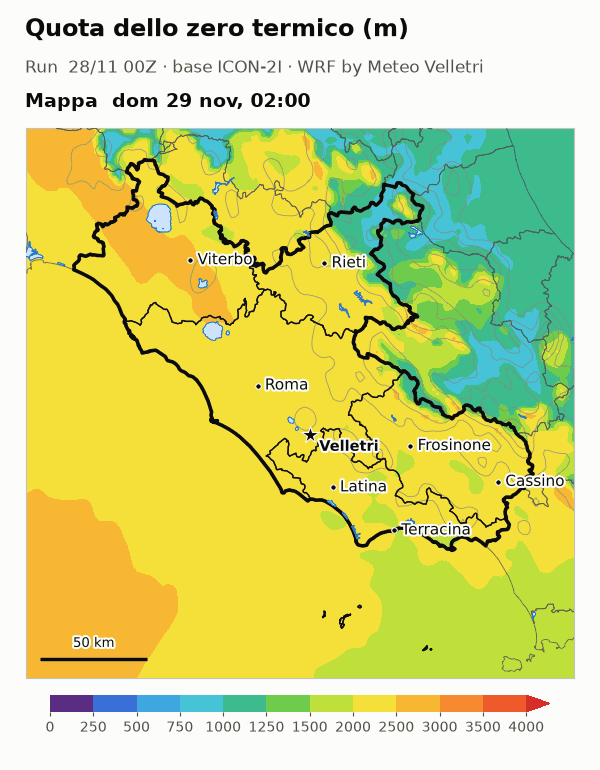 Quota dello zero termico (m)
Run  28/11 00Z · base ICON-2I · WRF by Meteo Velletri
Mappa  dom 29 nov, 02:00
Viterbo
Rieti
Roma
Velletri
Frosinone
Latina
Cassino
Terracina
50 km
0 250 500 750 1000 1250 1500 2000 2500 3000 3500 4000